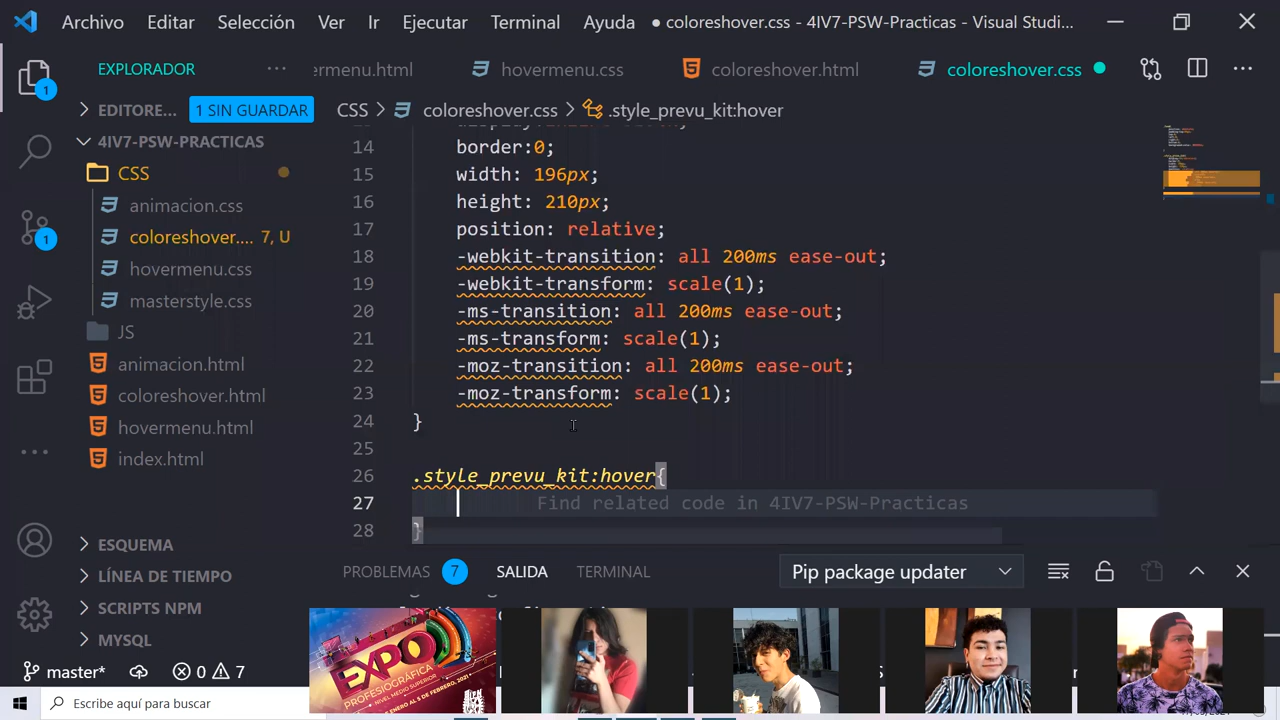 Archivo Editar Selección Ver Ir Ejecutar Terminal Ayuda ● coloreshover.css - 4IV7-PSW-Practicas - Visual Studi...
EXPLORADOR ... ermenu.html hovermenu.css coloreshover.html coloreshover.css
EDITORE... 1 SIN GUARDAR
CSS > coloreshover.css > .style_prevu_kit:hover
4IV7-PSW-PRACTICAS
CSS
animacion.css
coloreshover.... 7, U
hovermenu.css
masterstyle.css
JS
animacion.html
coloreshover.html
hovermenu.html
index.html
ESQUEMA
LÍNEA DE TIEMPO
SCRIPTS NPM
MYSQL
1
1
14 border:0;
15 width: 196px;
16 height: 210px;
17 position: relative;
18 -webkit-transition: all 200ms ease-out;
19 -webkit-transform: scale(1);
20 -ms-transition: all 200ms ease-out;
21 -ms-transform: scale(1);
22 -moz-transition: all 200ms ease-out;
23 -moz-transform: scale(1);
24 }
25
26 .style_prevu_kit:hover{
27 Find related code in 4IV7-PSW-Practicas
28 }
PROBLEMAS 7 SALIDA TERMINAL Pip package updater
EXPO
PROFESIOGRÁFICA
NIVEL MEDIO SUPERIOR
master* 0 7
Escribe aquí para buscar